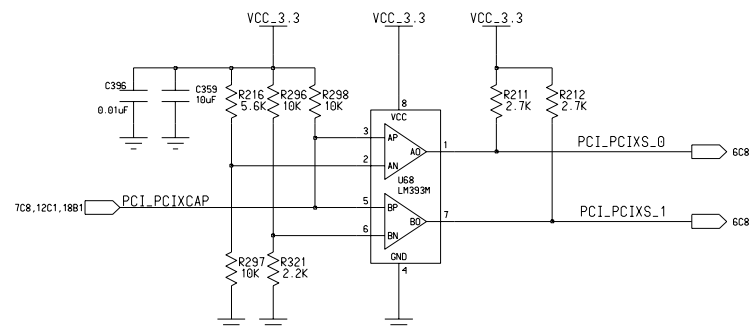 VCC_3.3
VCC_3.3
VCC_3.3
C396
0.01uF
C359
10uF
R216
5.6K
R296
10K
R298
10K
R211
2.7K
R212
2.7K
8
VCC
3
AP
AO
1
PCI_PCIXS_0
6C8
2
AN
U68
LM393M
7C8,12C1,18B1
PCI_PCIXCAP
5
BP
BO
7
PCI_PCIXS_1
6C8
6
BN
R297
10K
R321
2.2K
GND
4